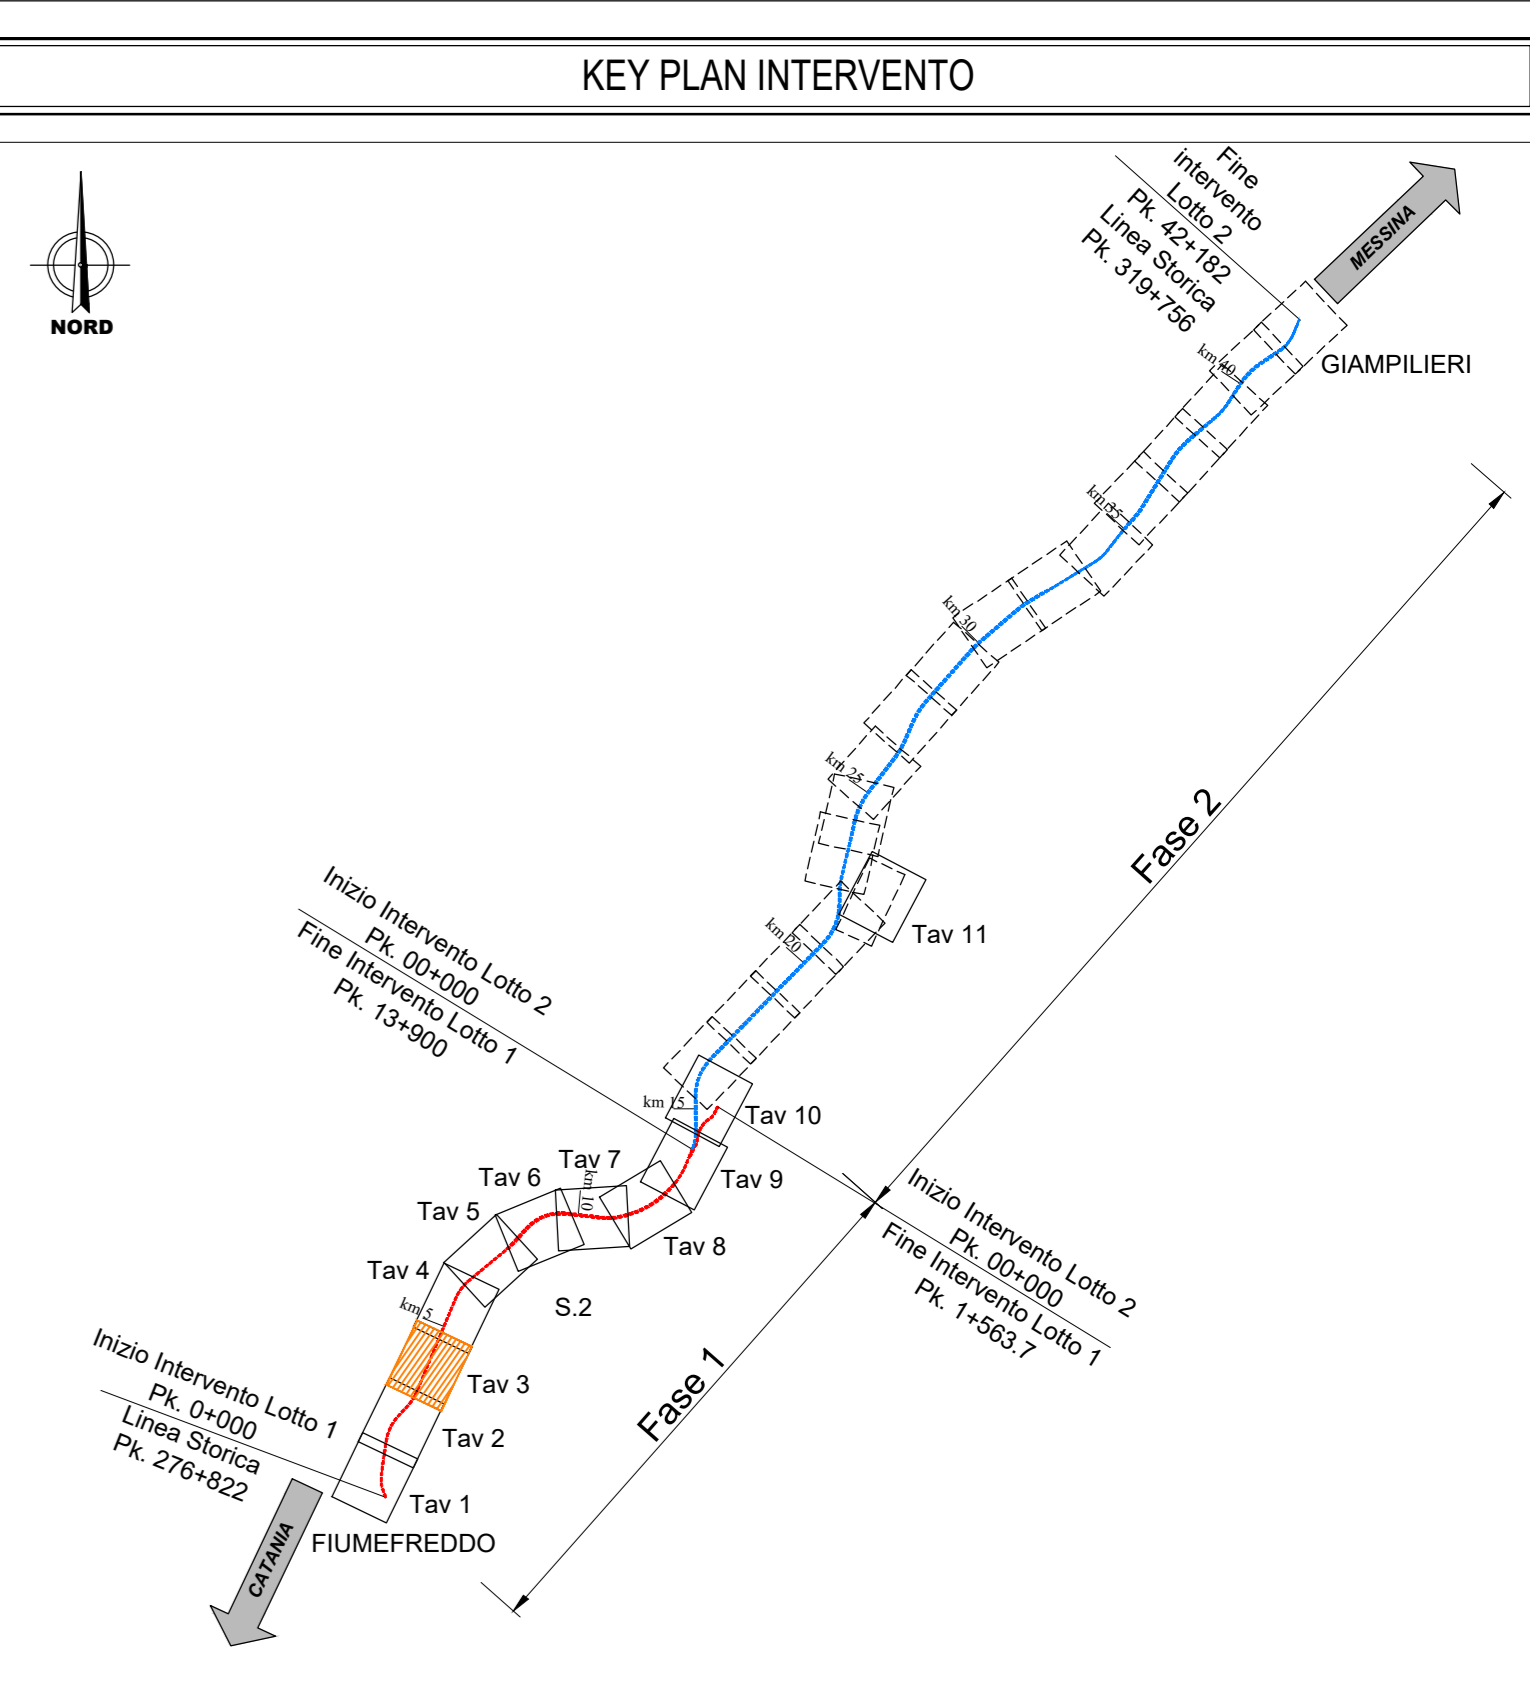 KEY PLAN INTERVENTO
NORD
Fine
intervento
Lotto 2
Pk. 42+182
Linea Storica
Pk. 319+756
MESSINA
GIAMPILIERI
km 40
km 35
km 30
km 25
km 20
Tav 11
Fase 2
Inizio Intervento Lotto 2
Pk. 00+000
Fine Intervento Lotto 1
Pk. 13+900
km 15
Tav 10
Tav 9
Tav 7
Tav 6
km 10
Tav 5
Tav 8
Tav 4
Inizio Intervento Lotto 2
Pk. 00+000
Fine Intervento Lotto 1
Pk. 1+563.7
S.2
km 5
Tav 3
Fase 1
Inizio Intervento Lotto 1
Pk. 0+000
Linea Storica
Pk. 276+822
Tav 2
Tav 1
FIUMEFREDDO
CATANIA